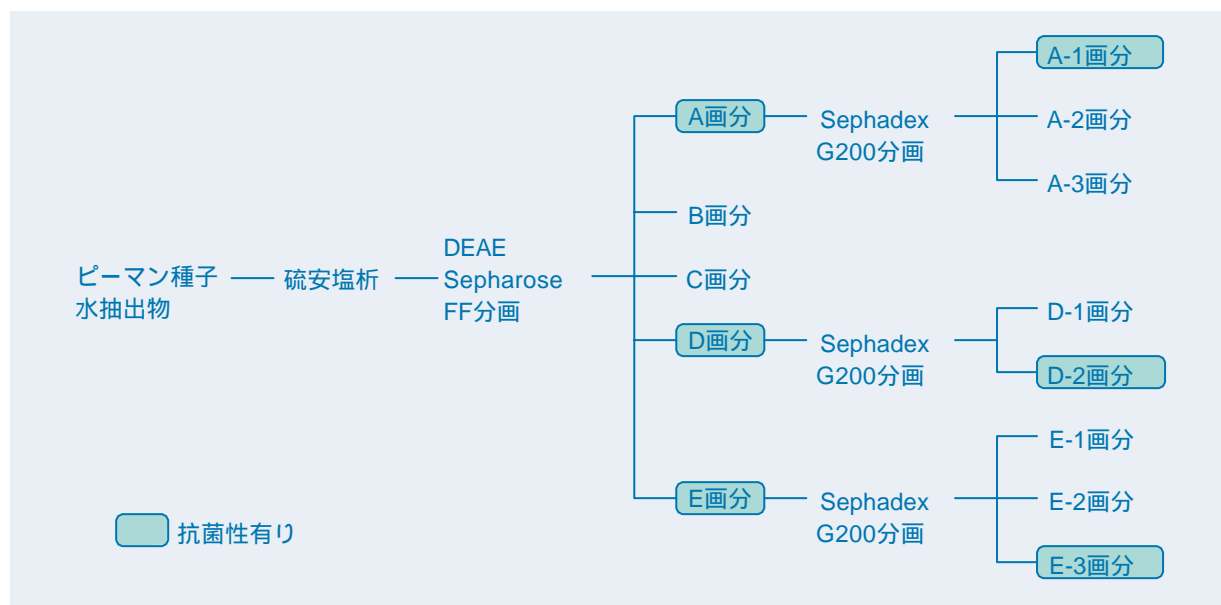 ピーマン種子
水抽出物
硫安塩析
DEAE
Sepharose
FF分画
A画分
B画分
C画分
D画分
E画分
Sephadex
G200分画
A-1画分
A-2画分
A-3画分
Sephadex
G200分画
D-1画分
D-2画分
Sephadex
G200分画
E-1画分
E-2画分
E-3画分
抗菌性有り